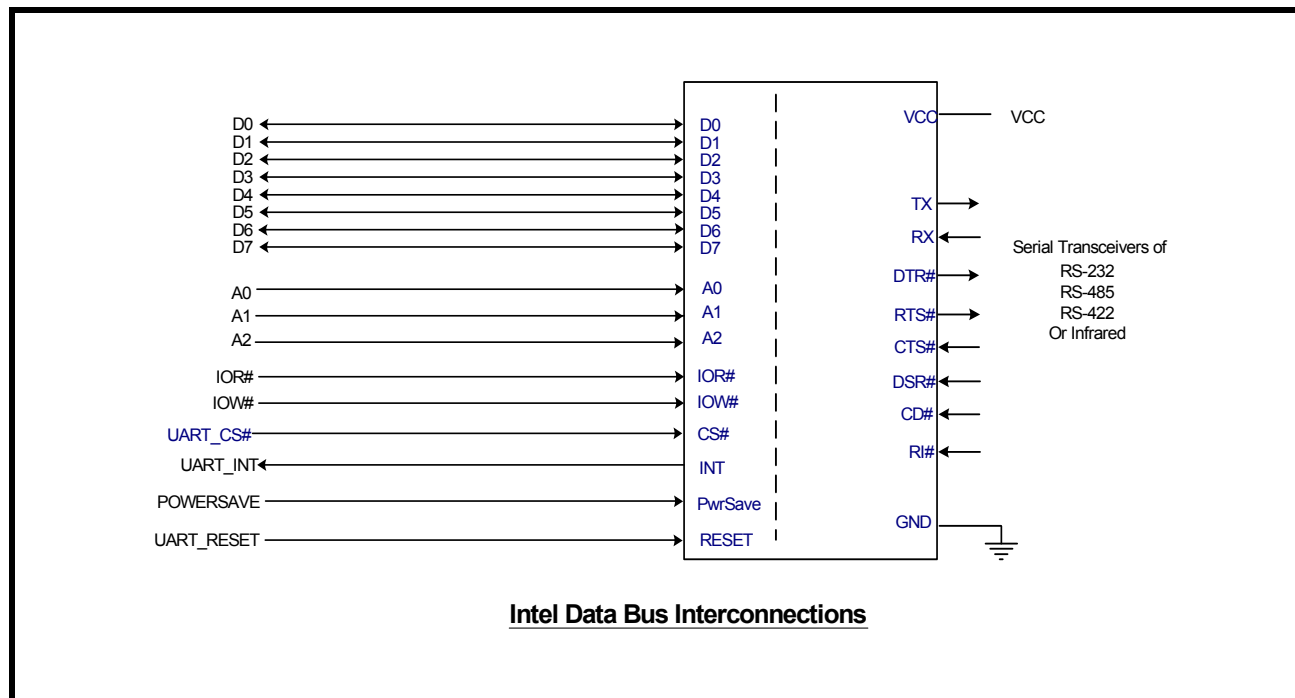 D0
D1
D2
D3
D4
D5
D6
D7
A0
A1
A2
IOR#
IOW#
UART_CS#
UART_INT
POWERSAVE
UART_RESET
D0
D1
D2
D3
D4
D5
D6
D7
A0
A1
A2
IOR#
IOW#
CS#
INT
PwrSave
RESET
VCC
TX
RX
DTR#
RTS#
CTS#
DSR#
CD#
RI#
GND
VCC
Serial Transceivers of
RS-232
RS-485
RS-422
Or Infrared
Intel Data Bus Interconnections